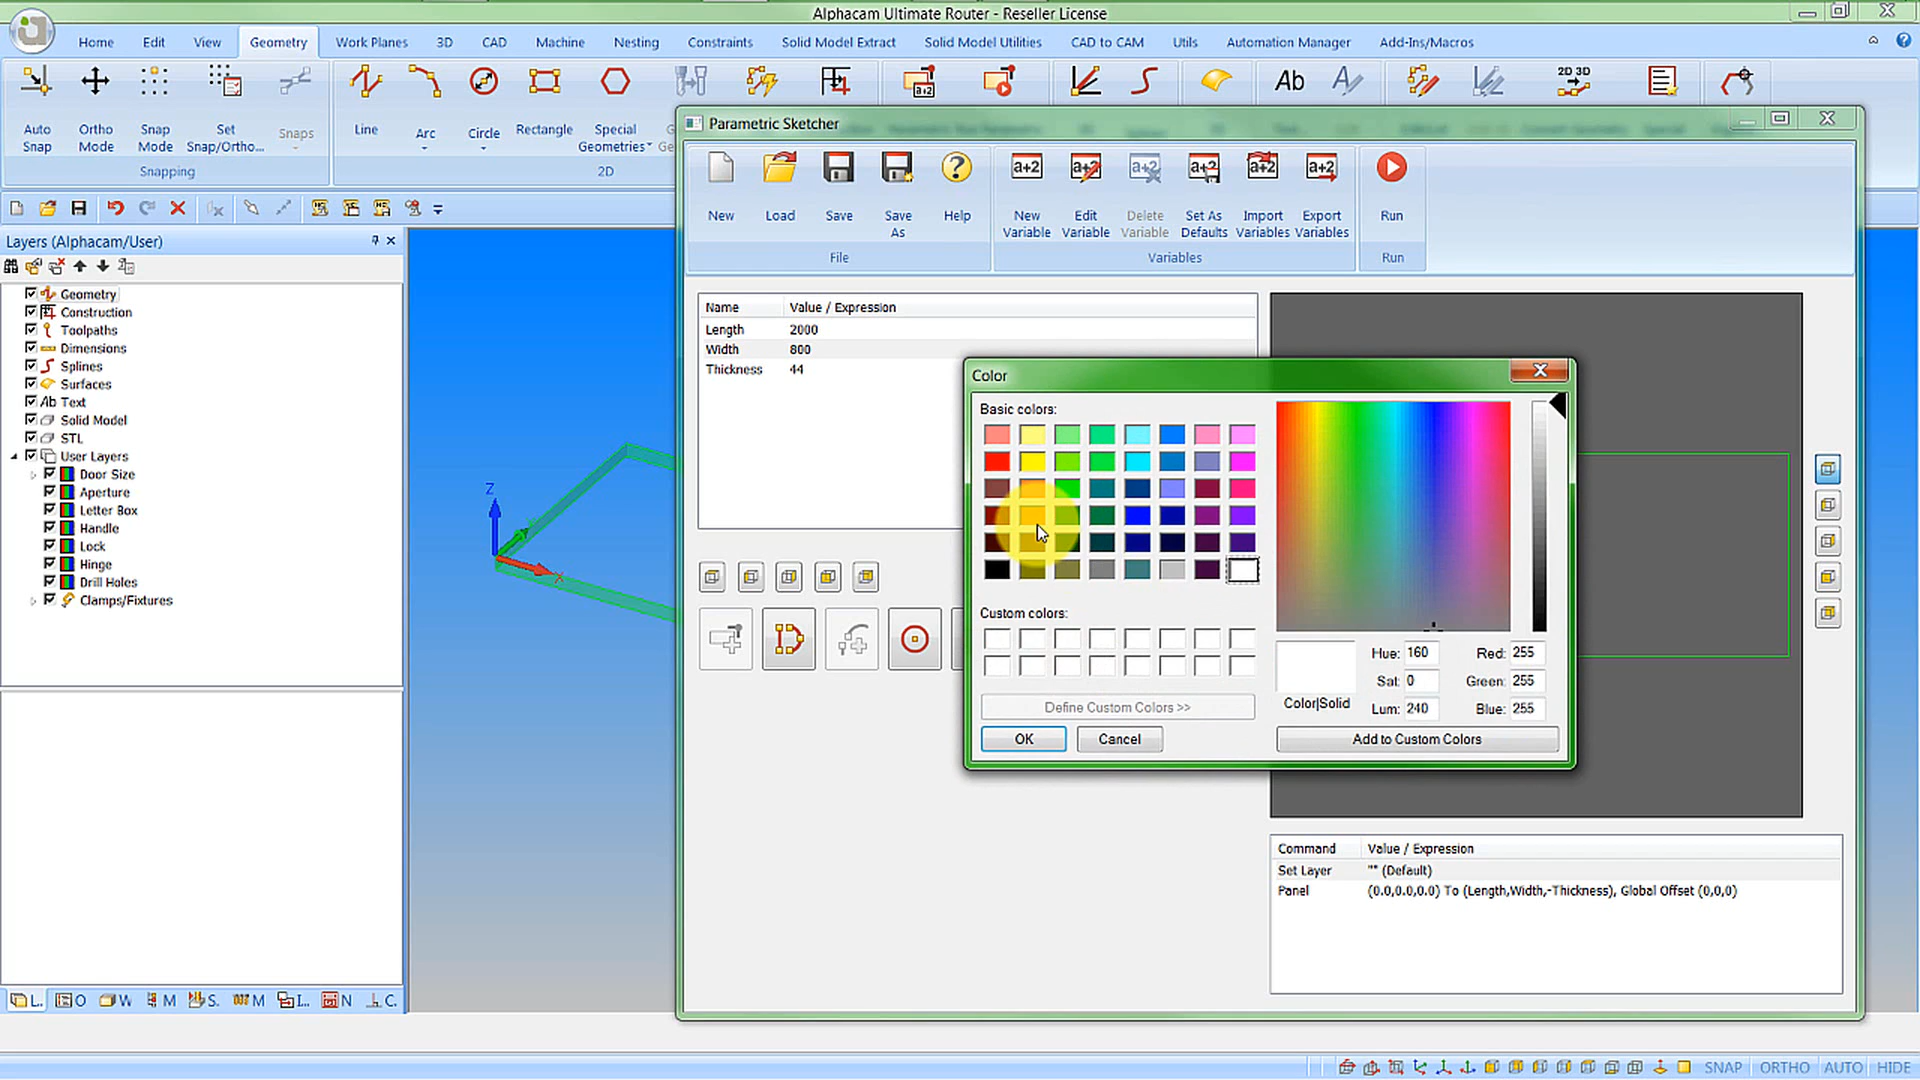 Alphacam Ultimate Router - Reseller License
Home Edit View Geometry Work Planes 3D CAD Machine Nesting Constraints Solid Model Extract Solid Model Utilities CAD to CAM Utils Automation Manager Add-Ins/Macros
Auto Snap
Ortho Mode
Snap Mode
Set Snap/Ortho...
Snaps
Line
Arc
Circle
Rectangle
Special Geometries
Ab
2D 3D
Snapping
2D
Parametric Sketcher
New
Load
Save
Save As
Help
New Variable
Edit Variable
Delete Variable
Set As Defaults
Import Variables
Export Variables
Run
File
Variables
Run
Layers (Alphacam/User)
Geometry
Construction
Toolpaths
Dimensions
Splines
Surfaces
Ab Text
Solid Model
STL
User Layers
Door Size
Aperture
Letter Box
Handle
Lock
Hinge
Drill Holes
Clamps/Fixtures
Z
X
Name Value / Expression
Length 2000
Width 800
Thickness 44
Color
Basic colors:
Custom colors:
Define Custom Colors >>
OK
Cancel
Color|Solid
Hue: 160
Sat: 0
Lum: 240
Red: 255
Green: 255
Blue: 255
Add to Custom Colors
Command Value / Expression
Set Layer "" (Default)
Panel (0.0,0.0,0.0) To (Length,Width,-Thickness), Global Offset (0,0,0)
L. O W M S. M I... N C.
SNAP ORTHO AUTO HIDE